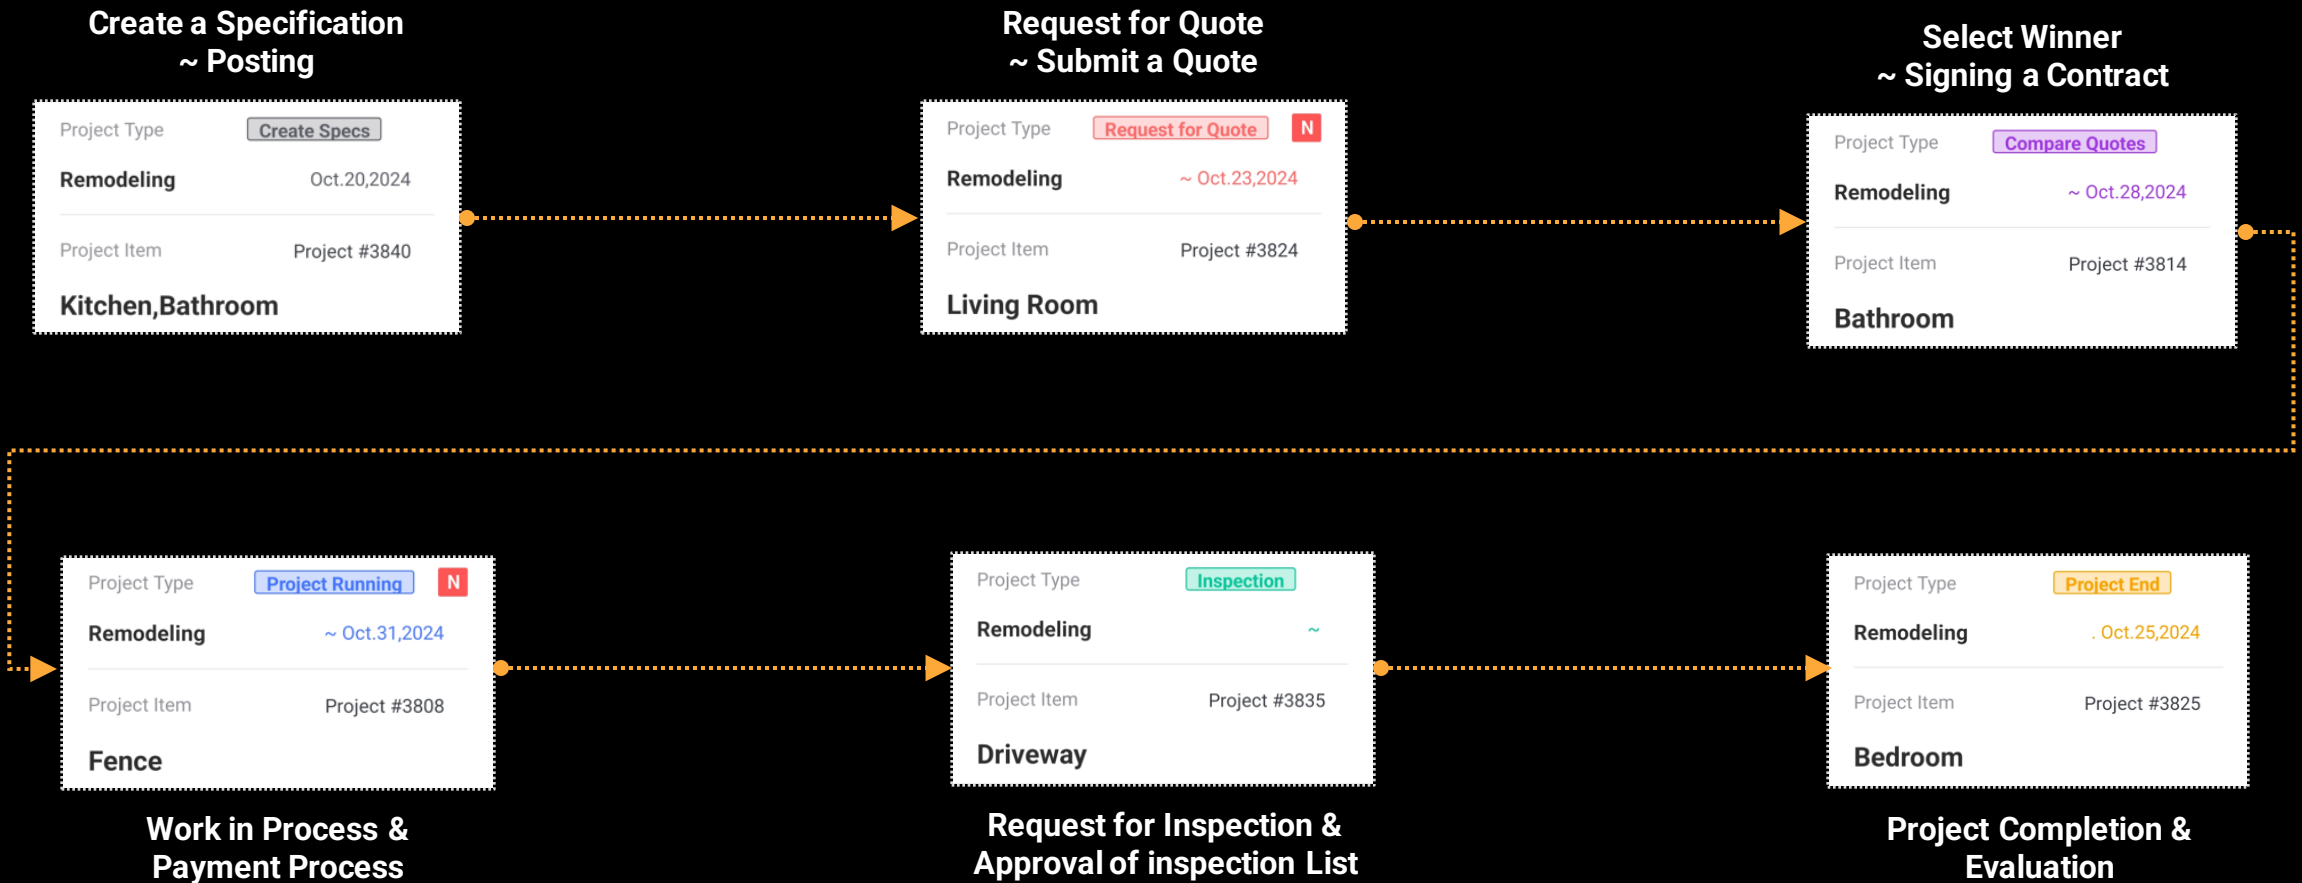 Create a Specification
~ Posting
Project Type Create Specs
Remodeling Oct.20,2024
Project Item Project #3840
Kitchen,Bathroom
Request for Quote
~ Submit a Quote
Project Type Request for Quote N
Remodeling ~ Oct.23,2024
Project Item Project #3824
Living Room
Select Winner
~ Signing a Contract
Project Type Compare Quotes
Remodeling ~ Oct.28,2024
Project Item Project #3814
Bathroom
Project Type Project Running N
Remodeling ~ Oct.31,2024
Project Item Project #3808
Fence
Work in Process &
Payment Process
Project Type Inspection
Remodeling ~
Project Item Project #3835
Driveway
Request for Inspection &
Approval of inspection List
Project Type Project End
Remodeling . Oct.25,2024
Project Item Project #3825
Bedroom
Project Completion &
Evaluation